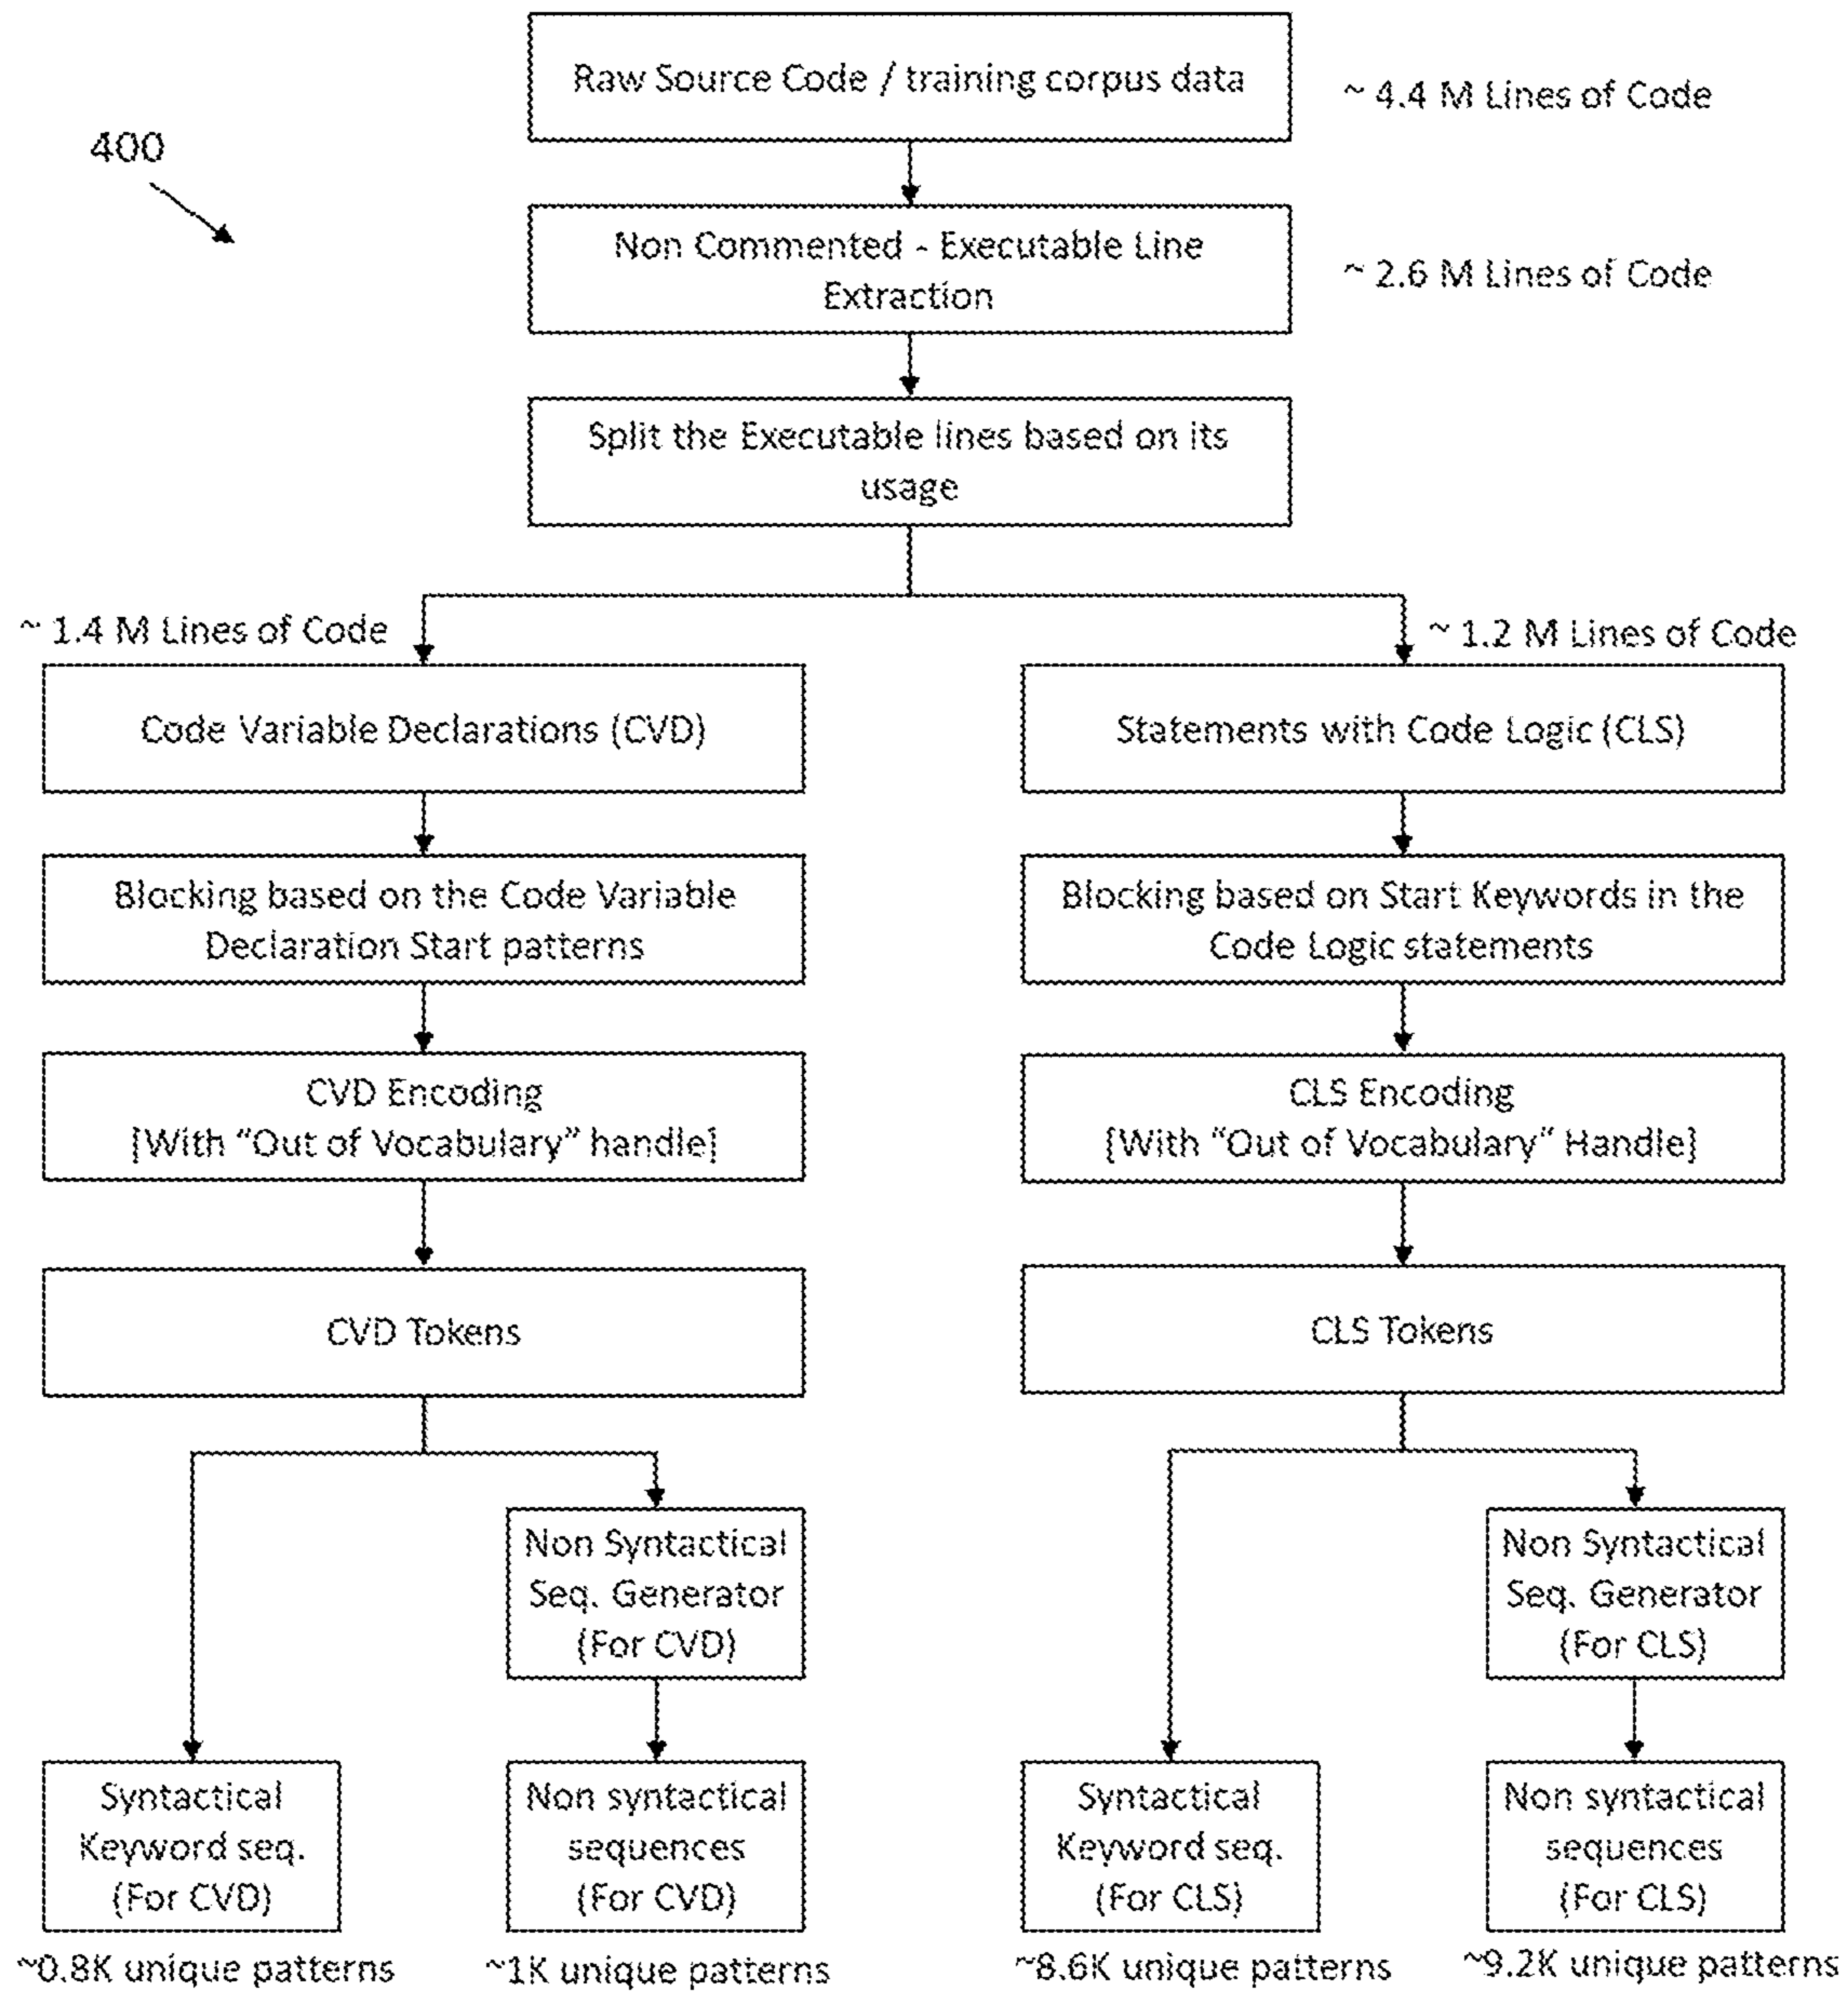 Raw Source Code / training corpus data
~ 4.4 M Lines of Code
400
Non Commented - Executable Line
Extraction
~ 2.6 M Lines of Code
Split the Executable lines based on its
usage
~ 1.4 M Lines of Code
~ 1.2 M Lines of Code
Code Variable Declarations (CVD)
Statements with Code Logic (CLS)
Blocking based on the Code Variable
Declaration Start patterns
Blocking based on Start Keywords in the
Code Logic statements
CVD Encoding
[With “Out of Vocabulary” handle]
CLS Encoding
[With “Out of Vocabulary” Handle]
CVD Tokens
CLS Tokens
Non Syntactical
Seq. Generator
(For CVD)
Non Syntactical
Seq. Generator
(For CLS)
Syntactical
Keyword seq.
(For CVD)
Non syntactical
sequences
(For CVD)
Syntactical
Keyword seq.
(For CLS)
Non syntactical
sequences
(For CLS)
~0.8K unique patterns
~1K unique patterns
~8.6K unique patterns
~9.2K unique patterns